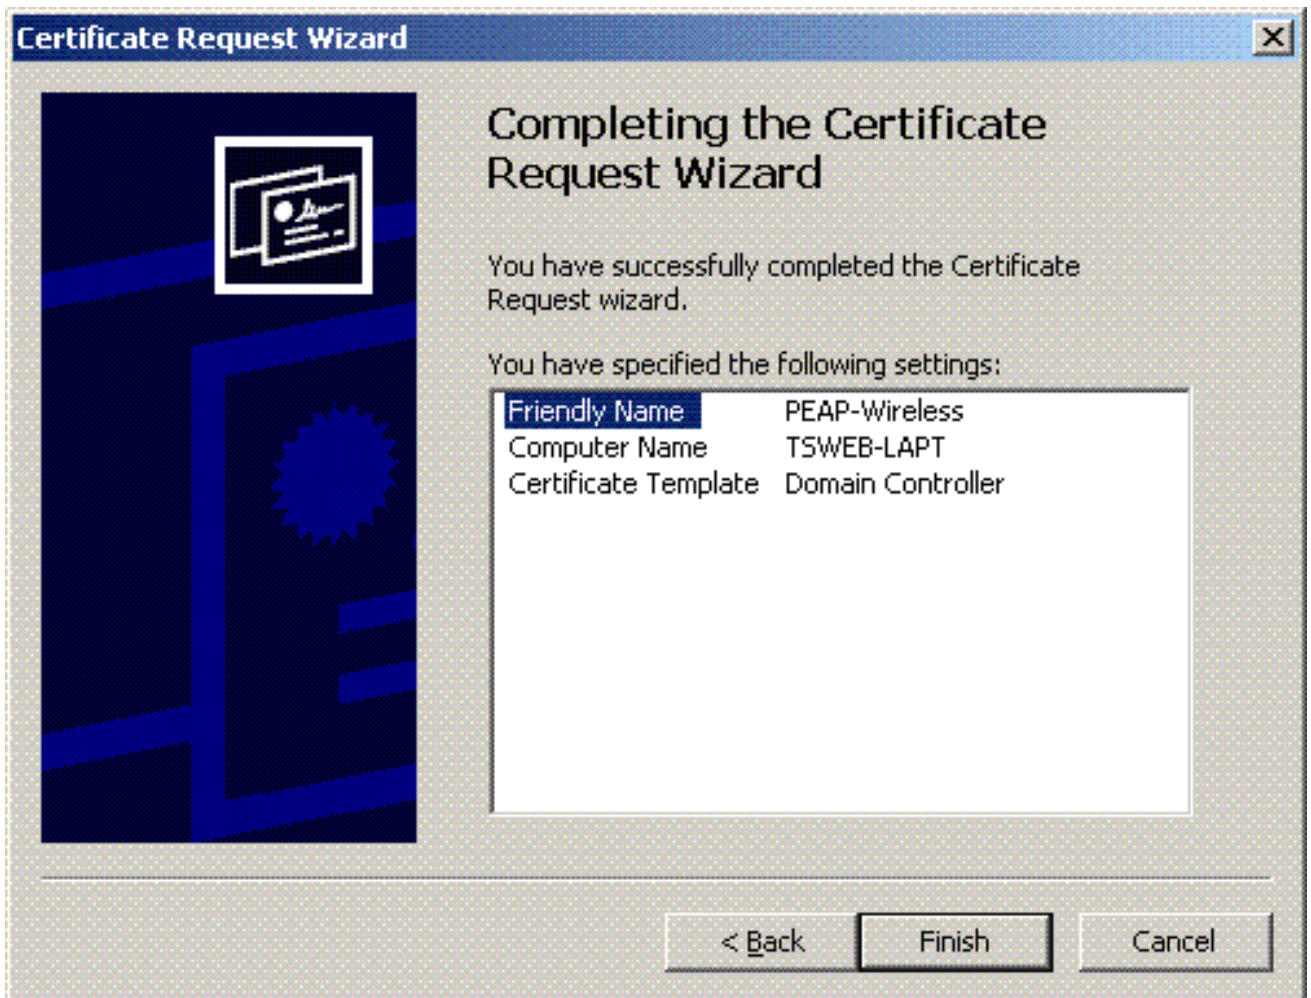 Certificate Request Wizard
Completing the Certificate
Request Wizard
You have successfully completed the Certificate
Request wizard.
You have specified the following settings:
Friendly Name PEAP-Wireless
Computer Name TSWEB-LAPT
Certificate Template Domain Controller
< Back Finish Cancel